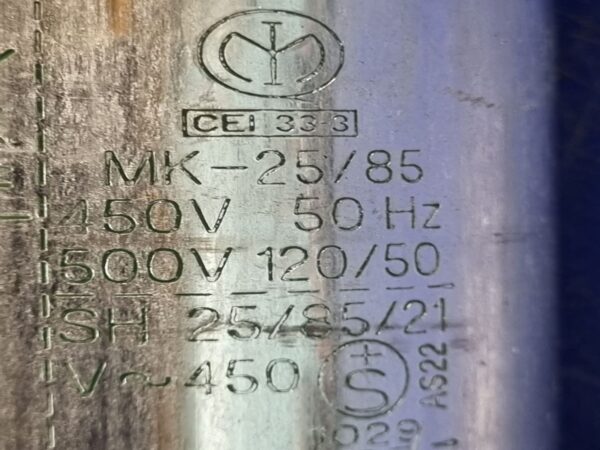 CEI 33-3
MK-25/85
450V 50 Hz
500V 120/50
SH 25/85/21
V~450 S+
AS22